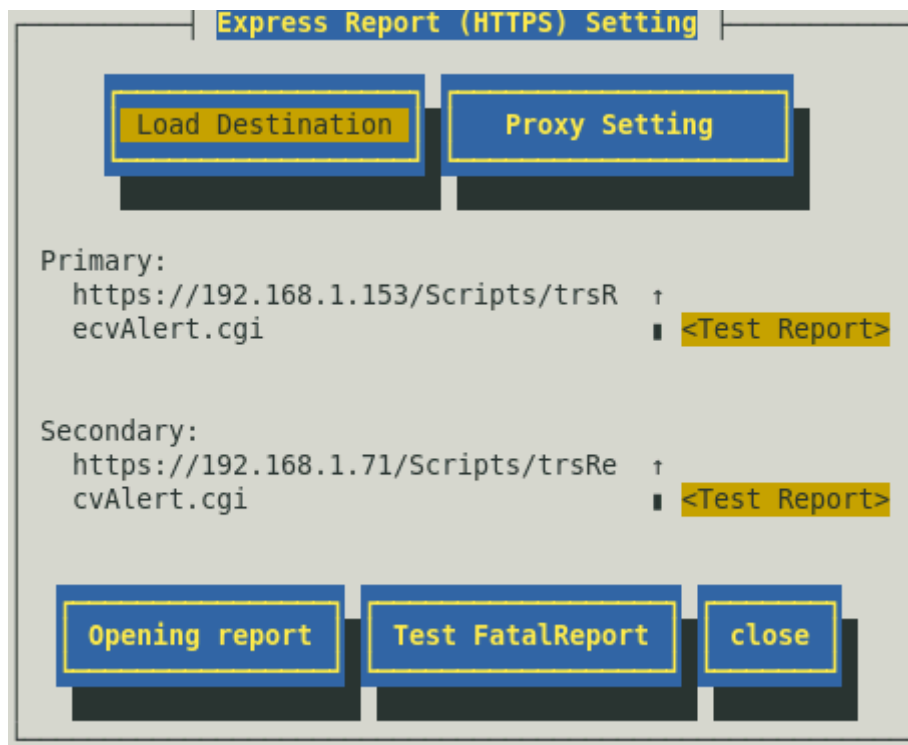 Express Report (HTTPS) Setting
Load Destination Proxy Setting
Primary:
https://192.168.1.153/Scripts/trsR ↑
ecvAlert.cgi <Test Report>
Secondary:
https://192.168.1.71/Scripts/trsRe ↑
cvAlert.cgi <Test Report>
Opening report Test FatalReport close